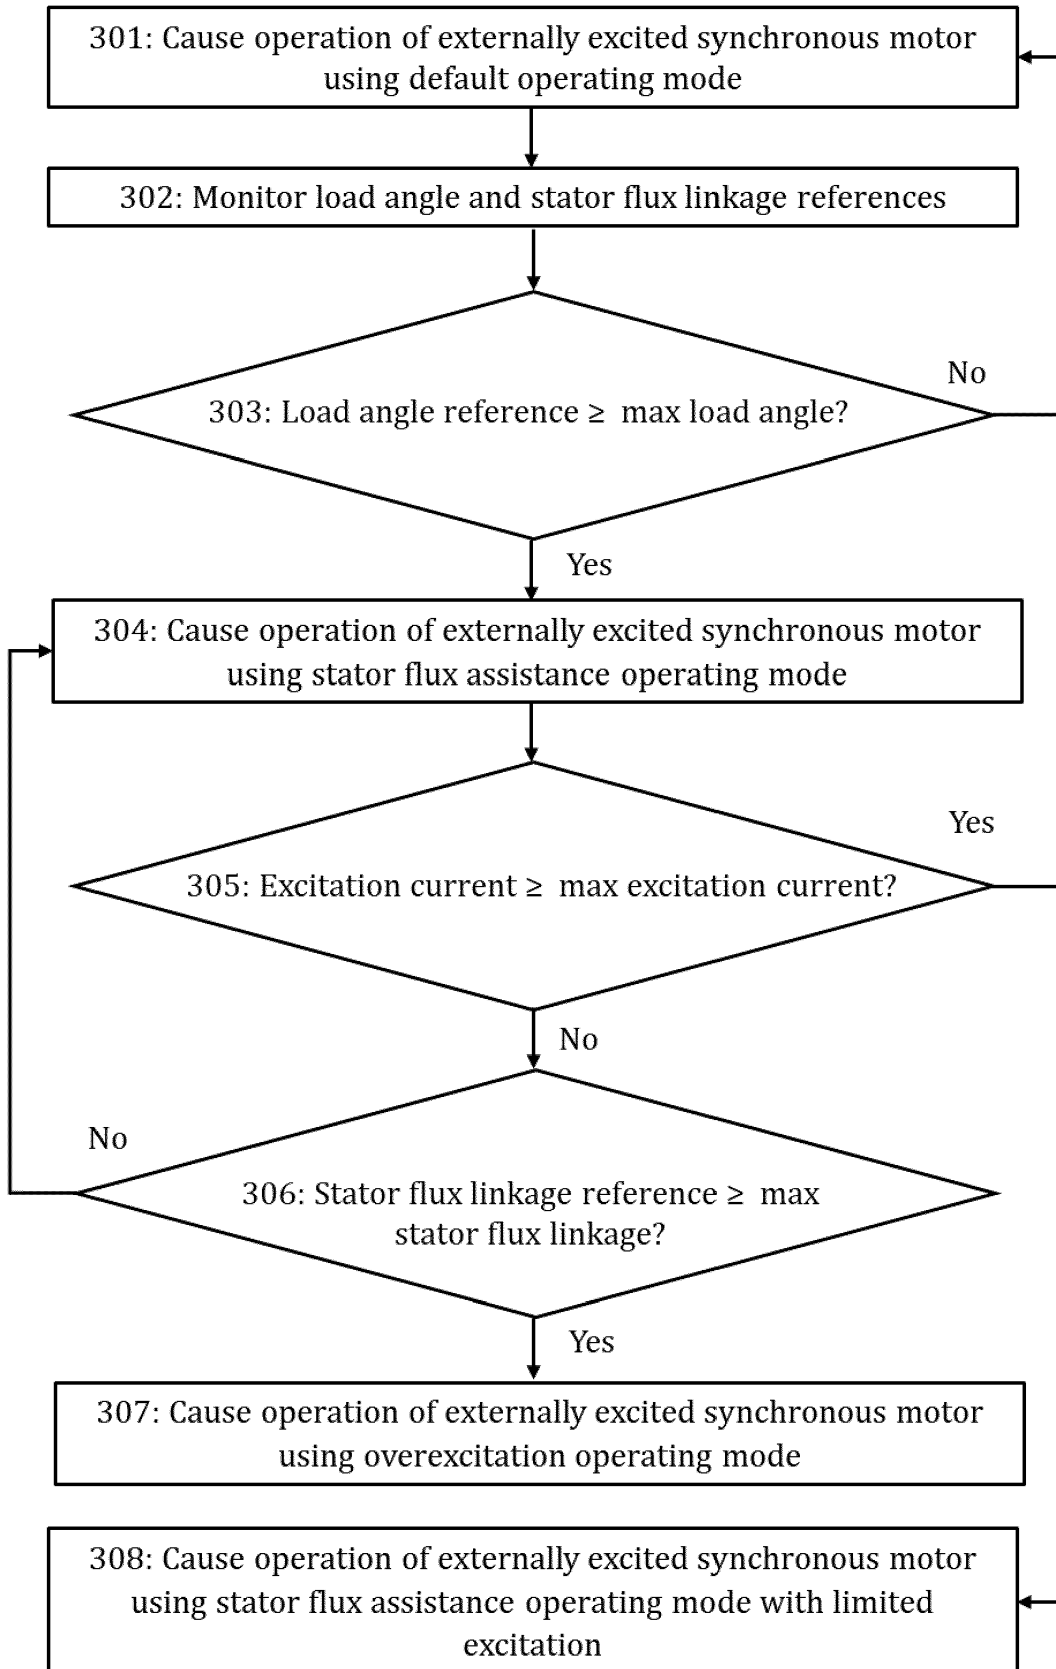 301: Cause operation of externally excited synchronous motor
using default operating mode
302: Monitor load angle and stator flux linkage references
No
303: Load angle reference ≥ max load angle?
Yes
304: Cause operation of externally excited synchronous motor
using stator flux assistance operating mode
Yes
305: Excitation current ≥ max excitation current?
No
No
306: Stator flux linkage reference ≥ max
stator flux linkage?
Yes
307: Cause operation of externally excited synchronous motor
using overexcitation operating mode
308: Cause operation of externally excited synchronous motor
using stator flux assistance operating mode with limited
excitation